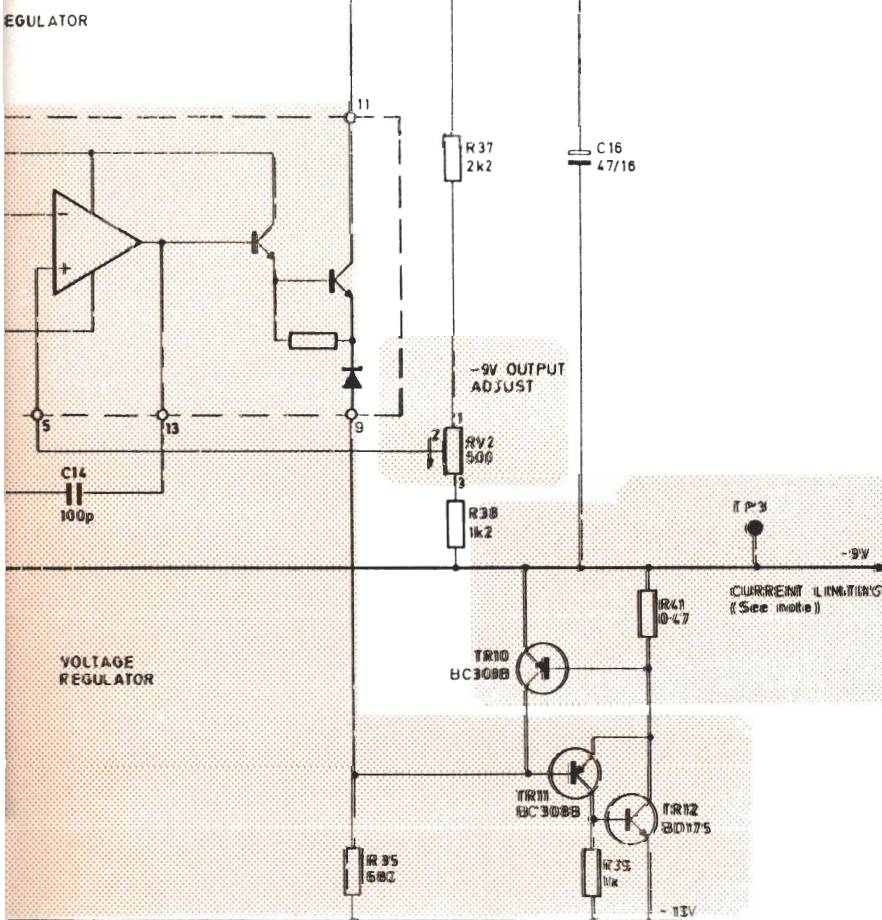 EGULATOR
11
R37
2k2
C16
47/16
-
+
-9V OUTPUT
ADJUST
1
2
RV2
500
3
5
13
9
C14
100p
R38
1k2
TP3
-9V
CURRENT LIMITING
(See note)
R41
0.47
TR10
BC308B
VOLTAGE
REGULATOR
TR11
BC308B
TR12
BD175
R35
680
R39
1k
-13V